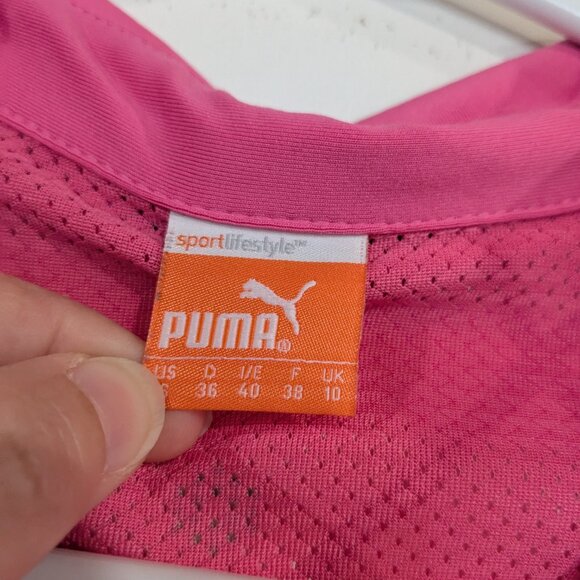 sportlifestyle™
PUMA®
US D I/E F UK
36 40 38 10